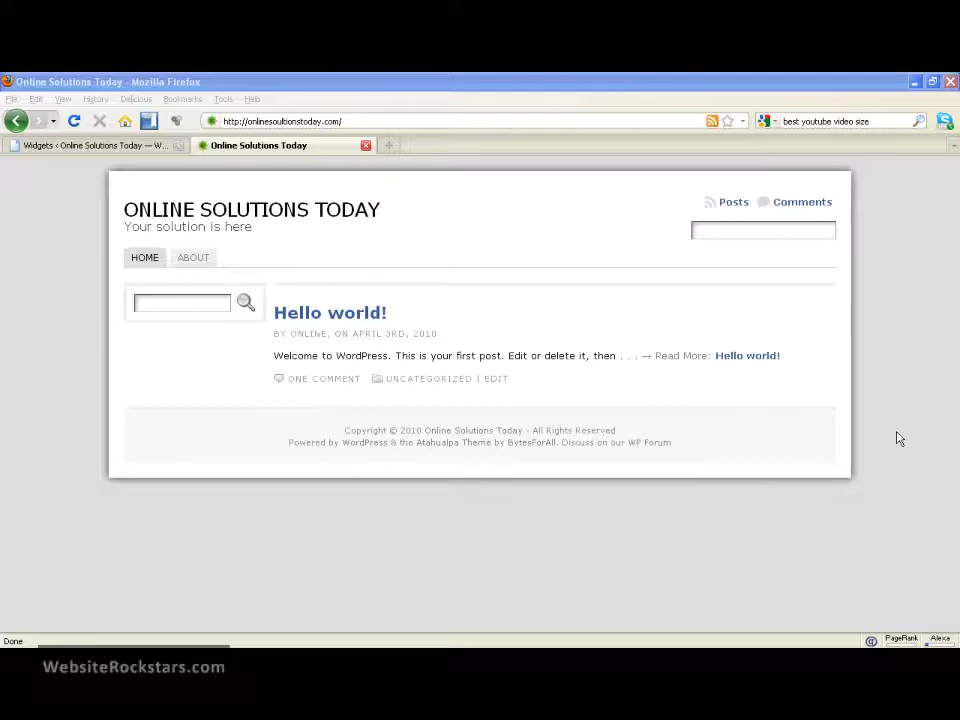 Online Solutions Today - Mozilla Firefox
File Edit View History Delicious Bookmarks Tools Help
http://onlinesoultionstoday.com/
best youtube video size
Widgets ‹ Online Solutions Today — W...
Online Solutions Today
ONLINE SOLUTIONS TODAY
Your solution is here
Posts Comments
HOME ABOUT
Hello world!
BY ONLINE, ON APRIL 3RD, 2010
Welcome to WordPress. This is your first post. Edit or delete it, then . . . → Read More: Hello world!
ONE COMMENT UNCATEGORIZED | EDIT
Copyright © 2010 Online Solutions Today - All Rights Reserved
Powered by WordPress & the Atahualpa Theme by BytesForAll. Discuss on our WP Forum
Done
PageRank Alexa
WebsiteRockstars.com